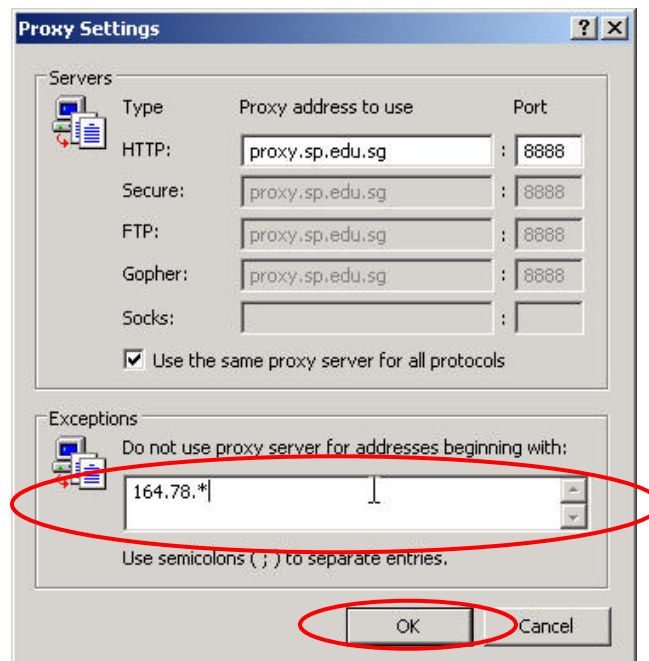 Proxy Settings
Servers
Type Proxy address to use Port
HTTP: proxy.sp.edu.sg : 8888
Secure: proxy.sp.edu.sg : 8888
FTP: proxy.sp.edu.sg : 8888
Gopher: proxy.sp.edu.sg : 8888
Socks: :
Use the same proxy server for all protocols
Exceptions
Do not use proxy server for addresses beginning with:
164.78.*
Use semicolons ( ; ) to separate entries.
OK Cancel